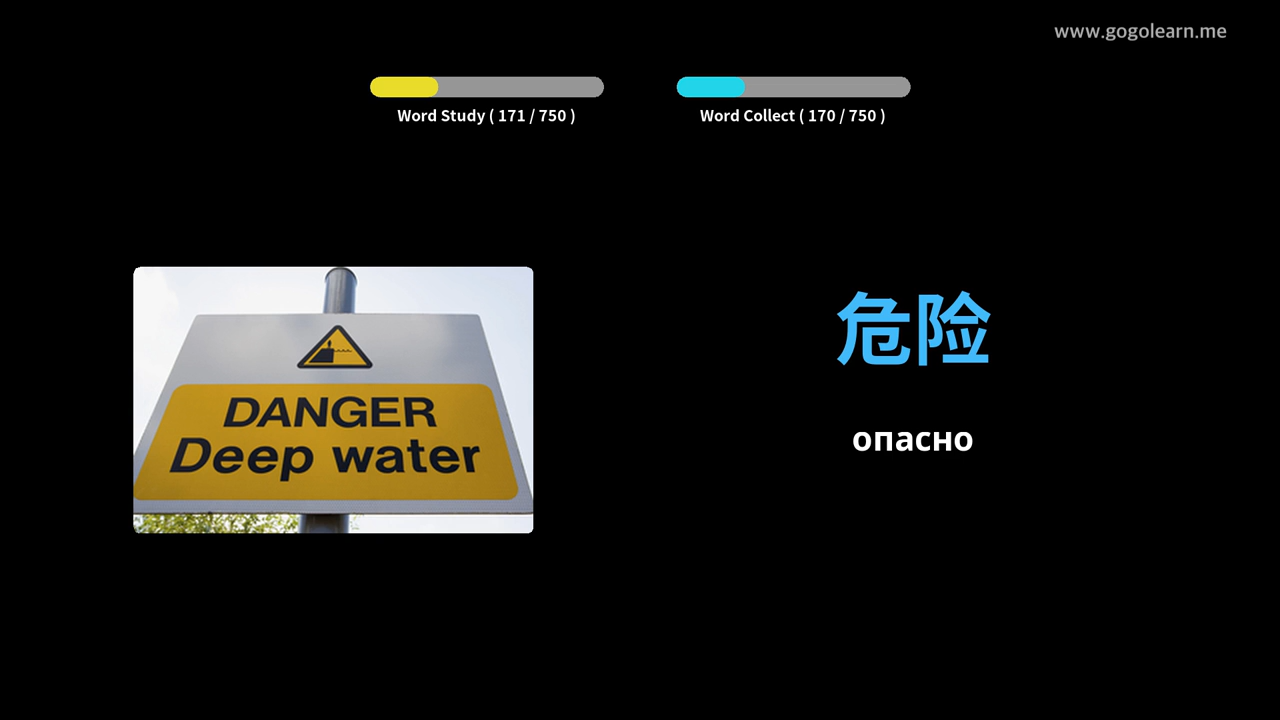 www.gogolearn.me
Word Study ( 171 / 750 )
Word Collect ( 170 / 750 )
DANGER
Deep water
危险
опасно